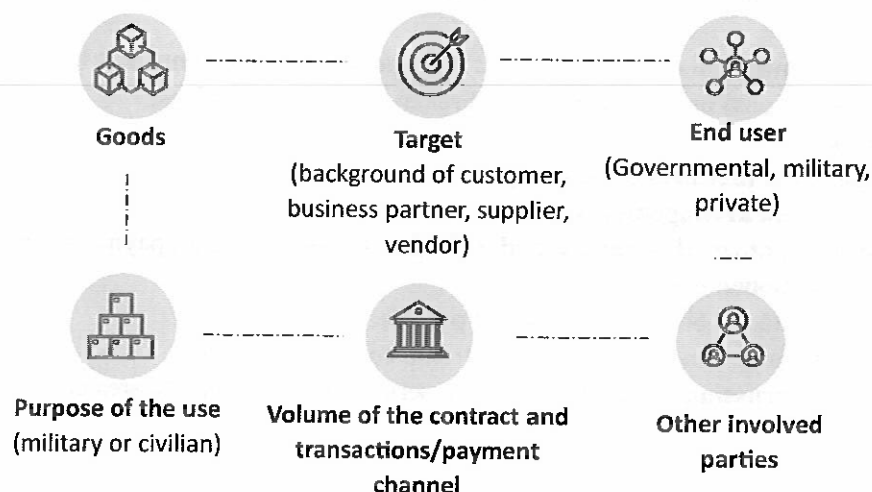 Goods
Target
(background of customer,
business partner, supplier,
vendor)
End user
(Governmental, military,
private)
Purpose of the use
(military or civilian)
Volume of the contract and
transactions/payment
channel
Other involved
parties